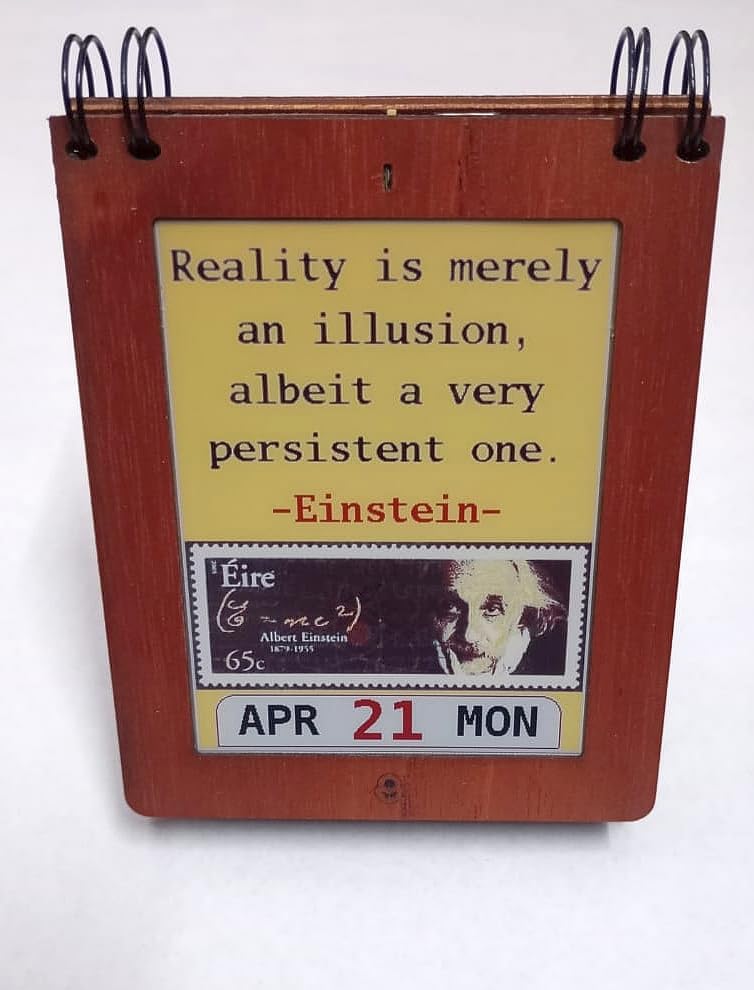 Reality is merely
an illusion,
albeit a very
persistent one.
-Einstein-
Éire
(E = mc²)
Albert Einstein
1879-1955
65c
APR 21 MON